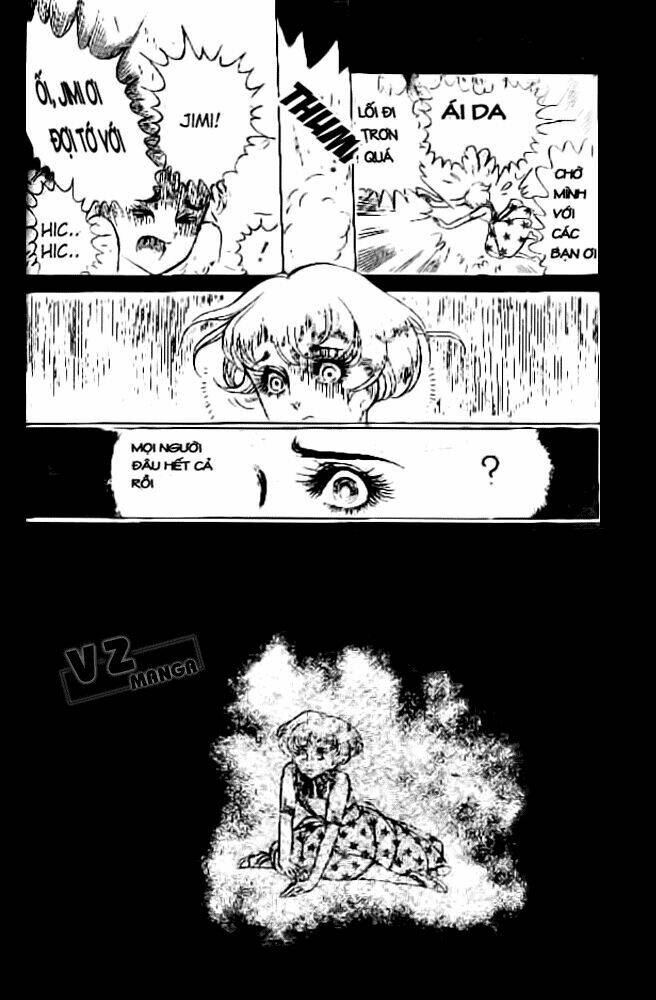 ỐI, JIMI ƠI
ĐỢI TỚ VỚI
JIMI!
HIC..
HIC..
!
THUM!
LỐI ĐI
TRƠN
QUÁ
ÁI DA
CHỜ
MÌNH
VỚI
CÁC
BẠN ƠI
MỌI NGƯỜI
ĐÂU HẾT CẢ
RỒI
?
VZ
MANGA